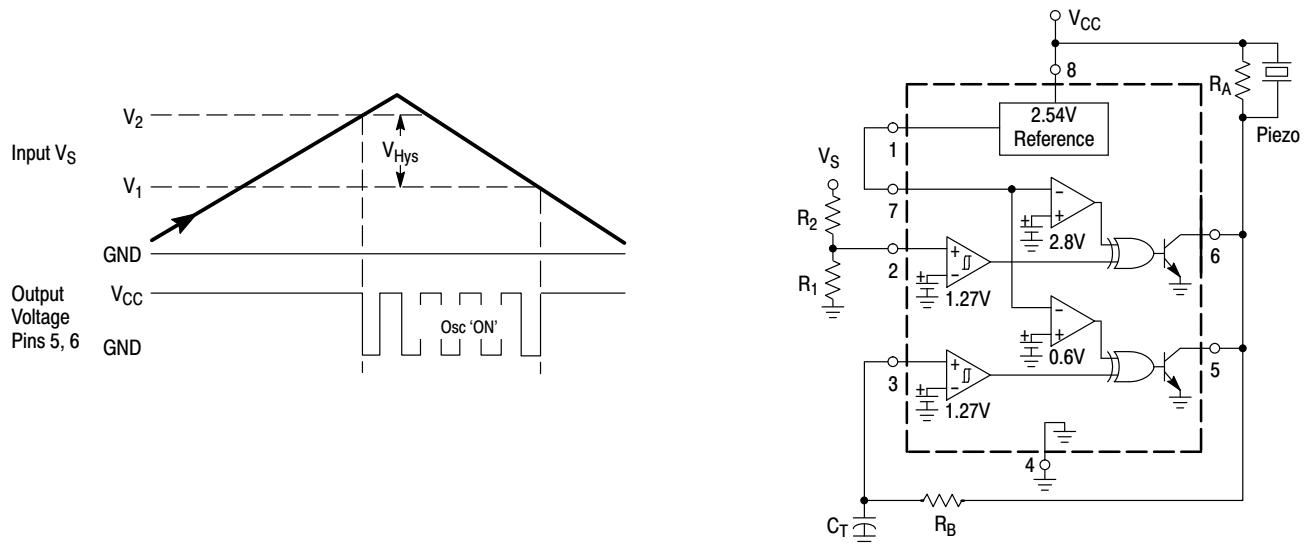 V2
Input VS
VHys
V1
GND
Output
Voltage
Pins 5, 6
VCC
GND
Osc 'ON'
VCC
8
RA
Piezo
2.54V
Reference
1
VS
7
R2
2.8V
6
2
R1
1.27V
0.6V
5
3
1.27V
4
CT
RB